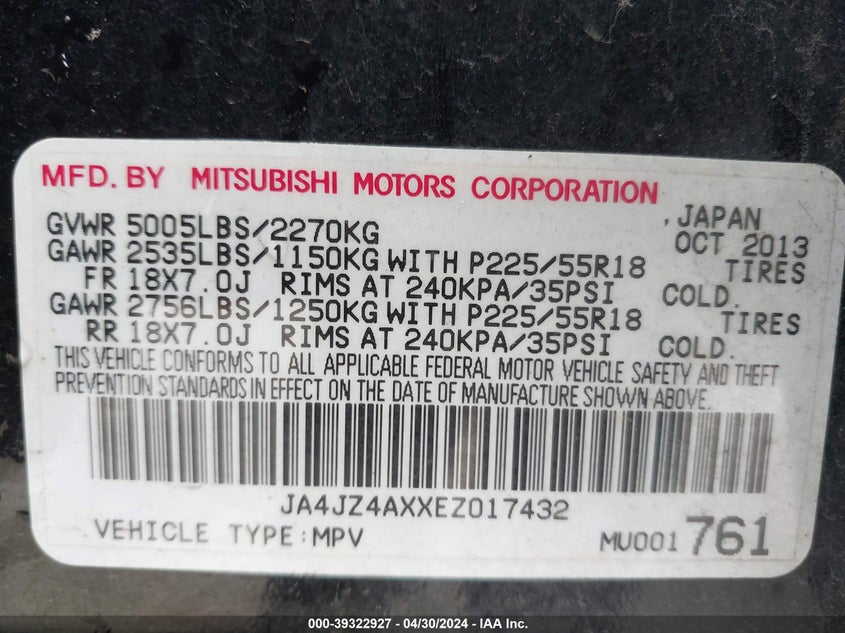 MFD. BY MITSUBISHI MOTORS CORPORATION
, JAPAN
GVWR 5005LBS/2270KG OCT 2013
GAWR 2535LBS/1150KG WITH P225/55R18 TIRES
FR 18X7.0J RIMS AT 240KPA/35PSI COLD.
GAWR 2756LBS/1250KG WITH P225/55R18 TIRES
RR 18X7.0J RIMS AT 240KPA/35PSI COLD.
THIS VEHICLE CONFORMS TO ALL APPLICABLE FEDERAL MOTOR VEHICLE SAFETY AND THEFT
PREVENTION STANDARDS IN EFFECT ON THE DATE OF MANUFACTURE SHOWN ABOVE.
JA4JZ4AXXEZ017432
VEHICLE TYPE:MPV MU001 761
000-39322927 / 04/30/2024 - IAA Inc.